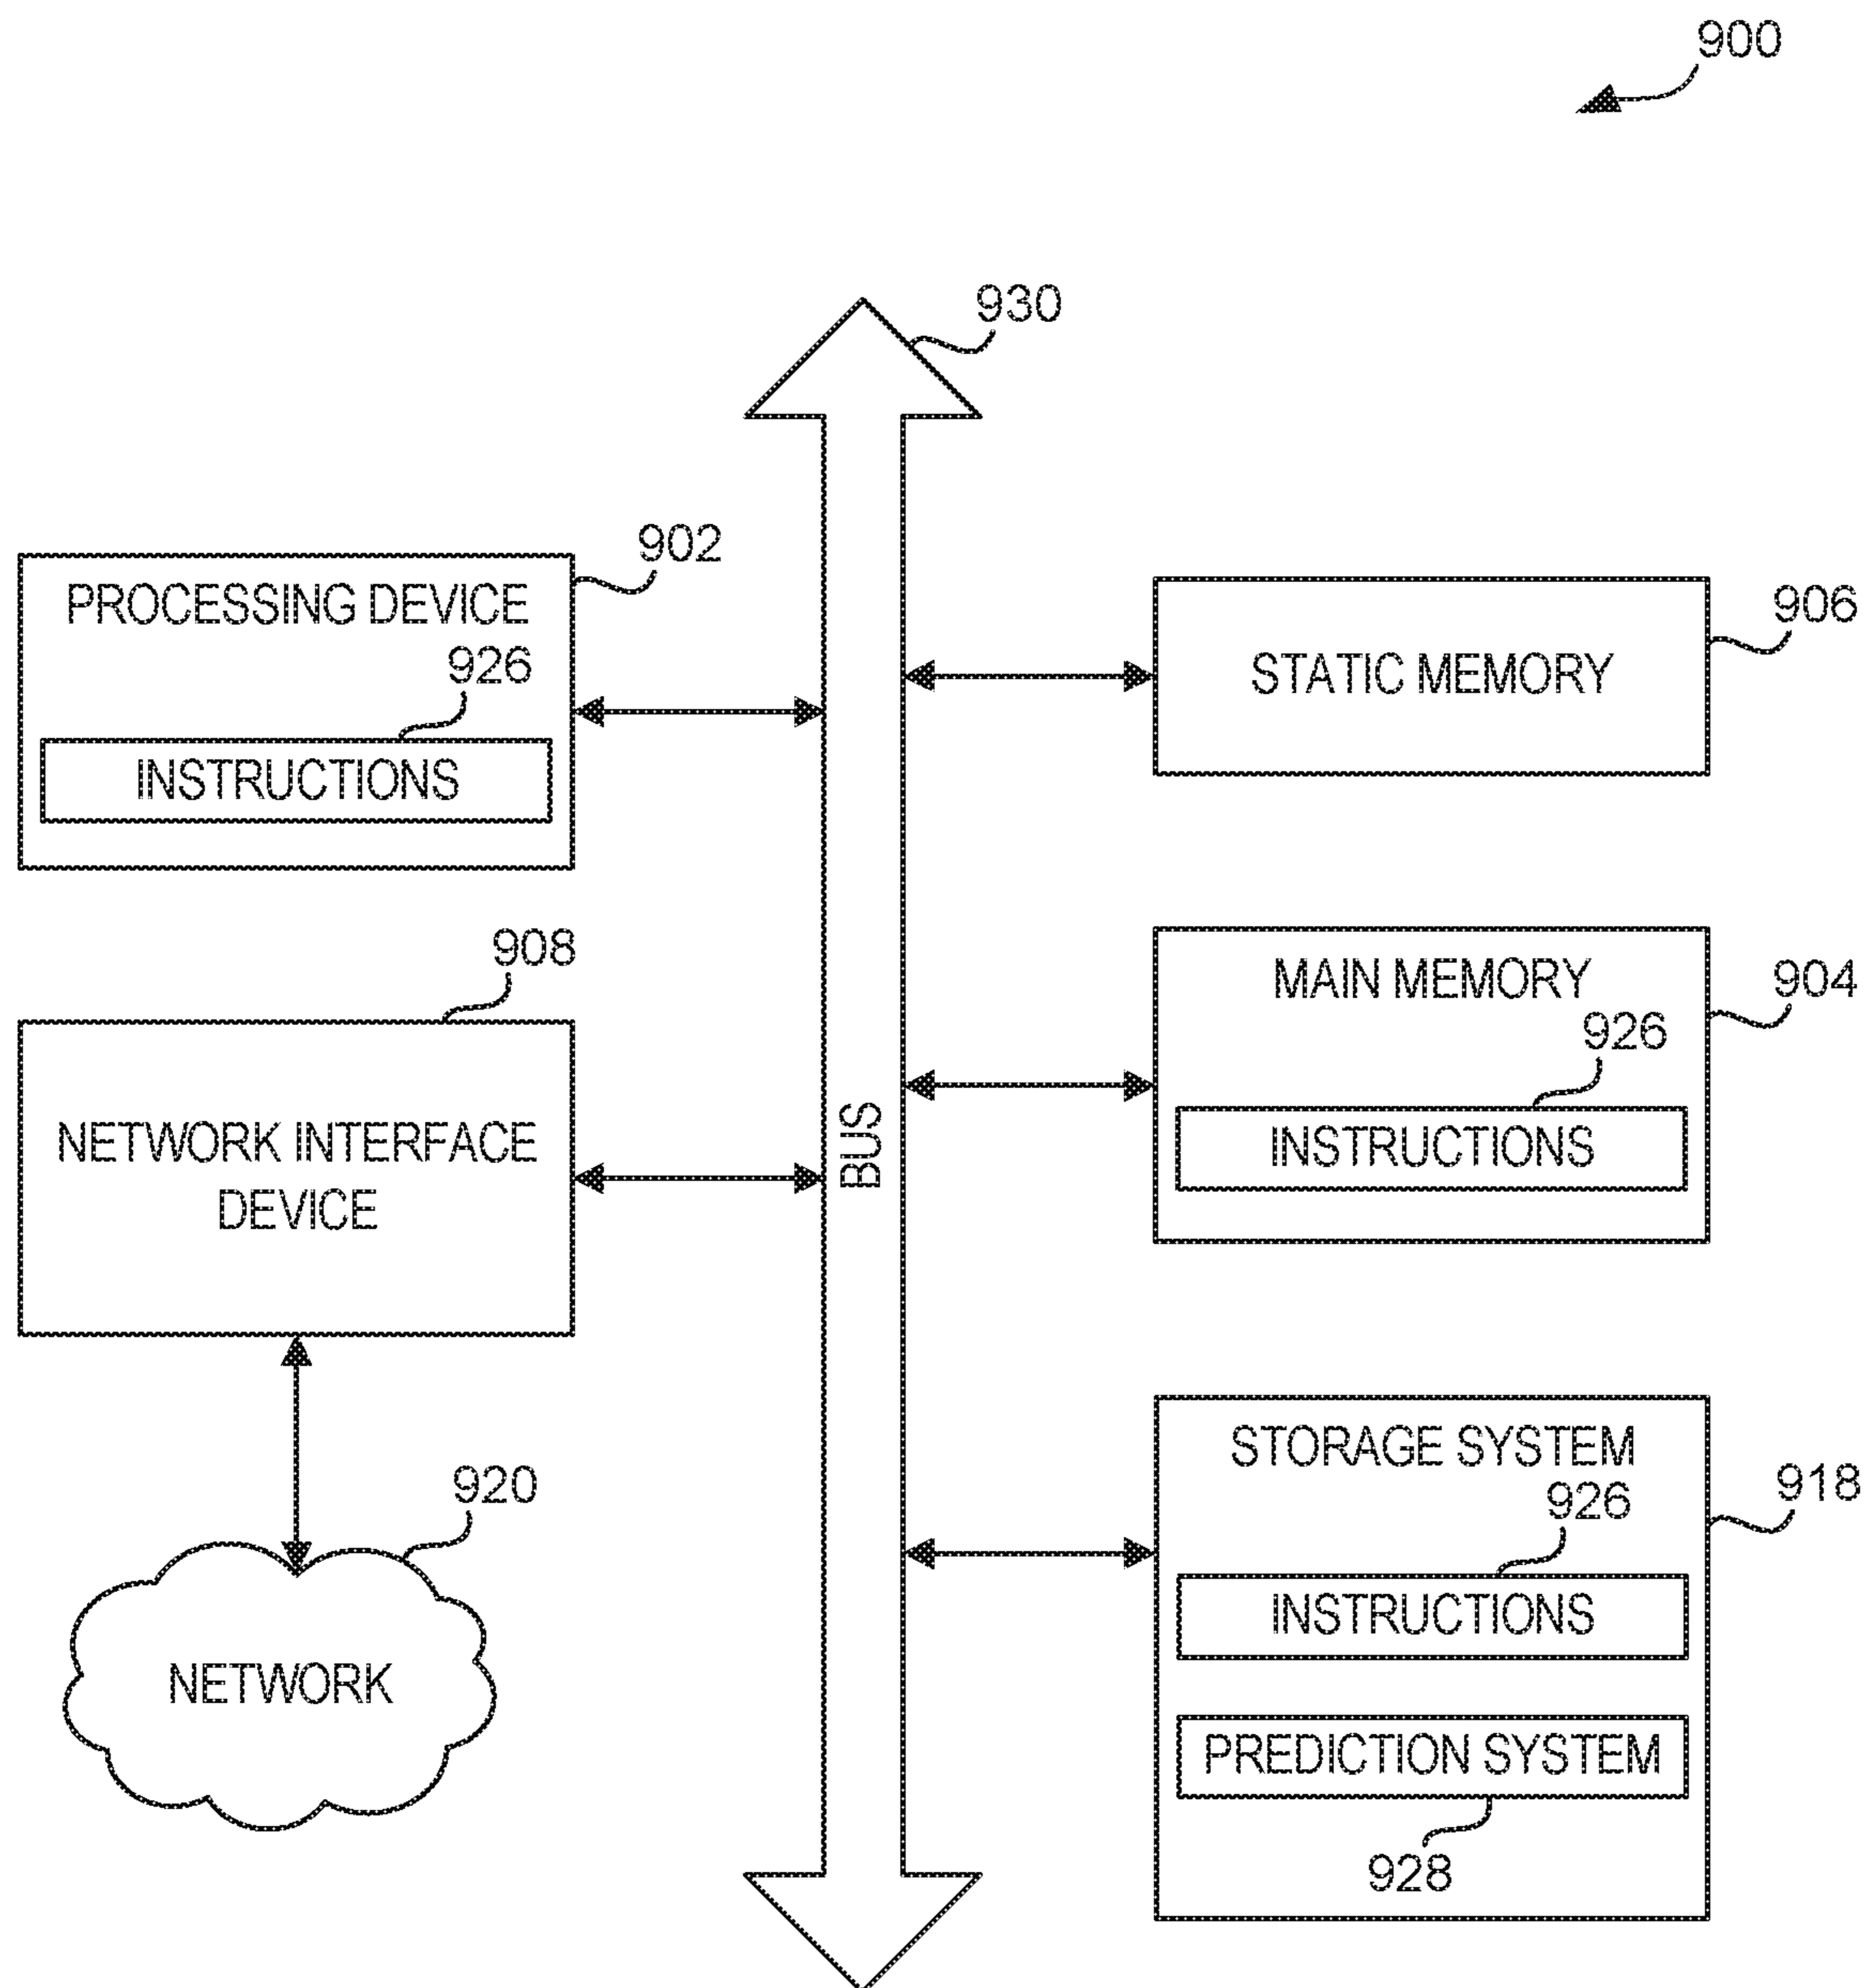 900
930
902
PROCESSING DEVICE
926
INSTRUCTIONS
906
STATIC MEMORY
908
NETWORK INTERFACE
DEVICE
904
MAIN MEMORY
926
INSTRUCTIONS
BUS
920
NETWORK
918
STORAGE SYSTEM
926
INSTRUCTIONS
PREDICTION SYSTEM
928